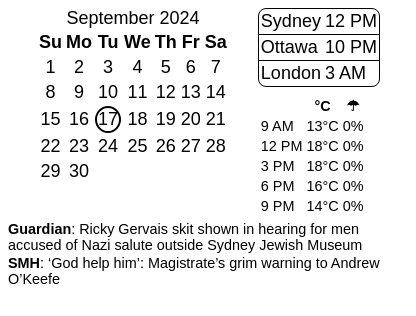 September 2024
Su Mo Tu We Th Fr Sa
1 2 3 4 5 6 7
8 9 10 11 12 13 14
15 16 17 18 19 20 21
22 23 24 25 26 27 28
29 30
Sydney 12 PM
Ottawa 10 PM
London 3 AM
°C ☂
9 AM 13°C 0%
12 PM 18°C 0%
3 PM 18°C 0%
6 PM 16°C 0%
9 PM 14°C 0%
Guardian: Ricky Gervais skit shown in hearing for men
accused of Nazi salute outside Sydney Jewish Museum
SMH: ‘God help him’: Magistrate’s grim warning to Andrew
O’Keefe